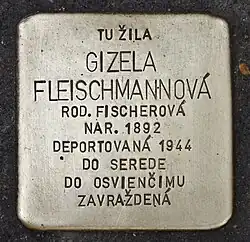 TU ŽILA
GIZELA
FLEISCHMANNOVÁ
ROD. FISCHEROVÁ
NAR. 1892
DEPORTOVANÁ 1944
DO SEREDE
DO OSVIENČIMU
ZAVRAŽDENÁ